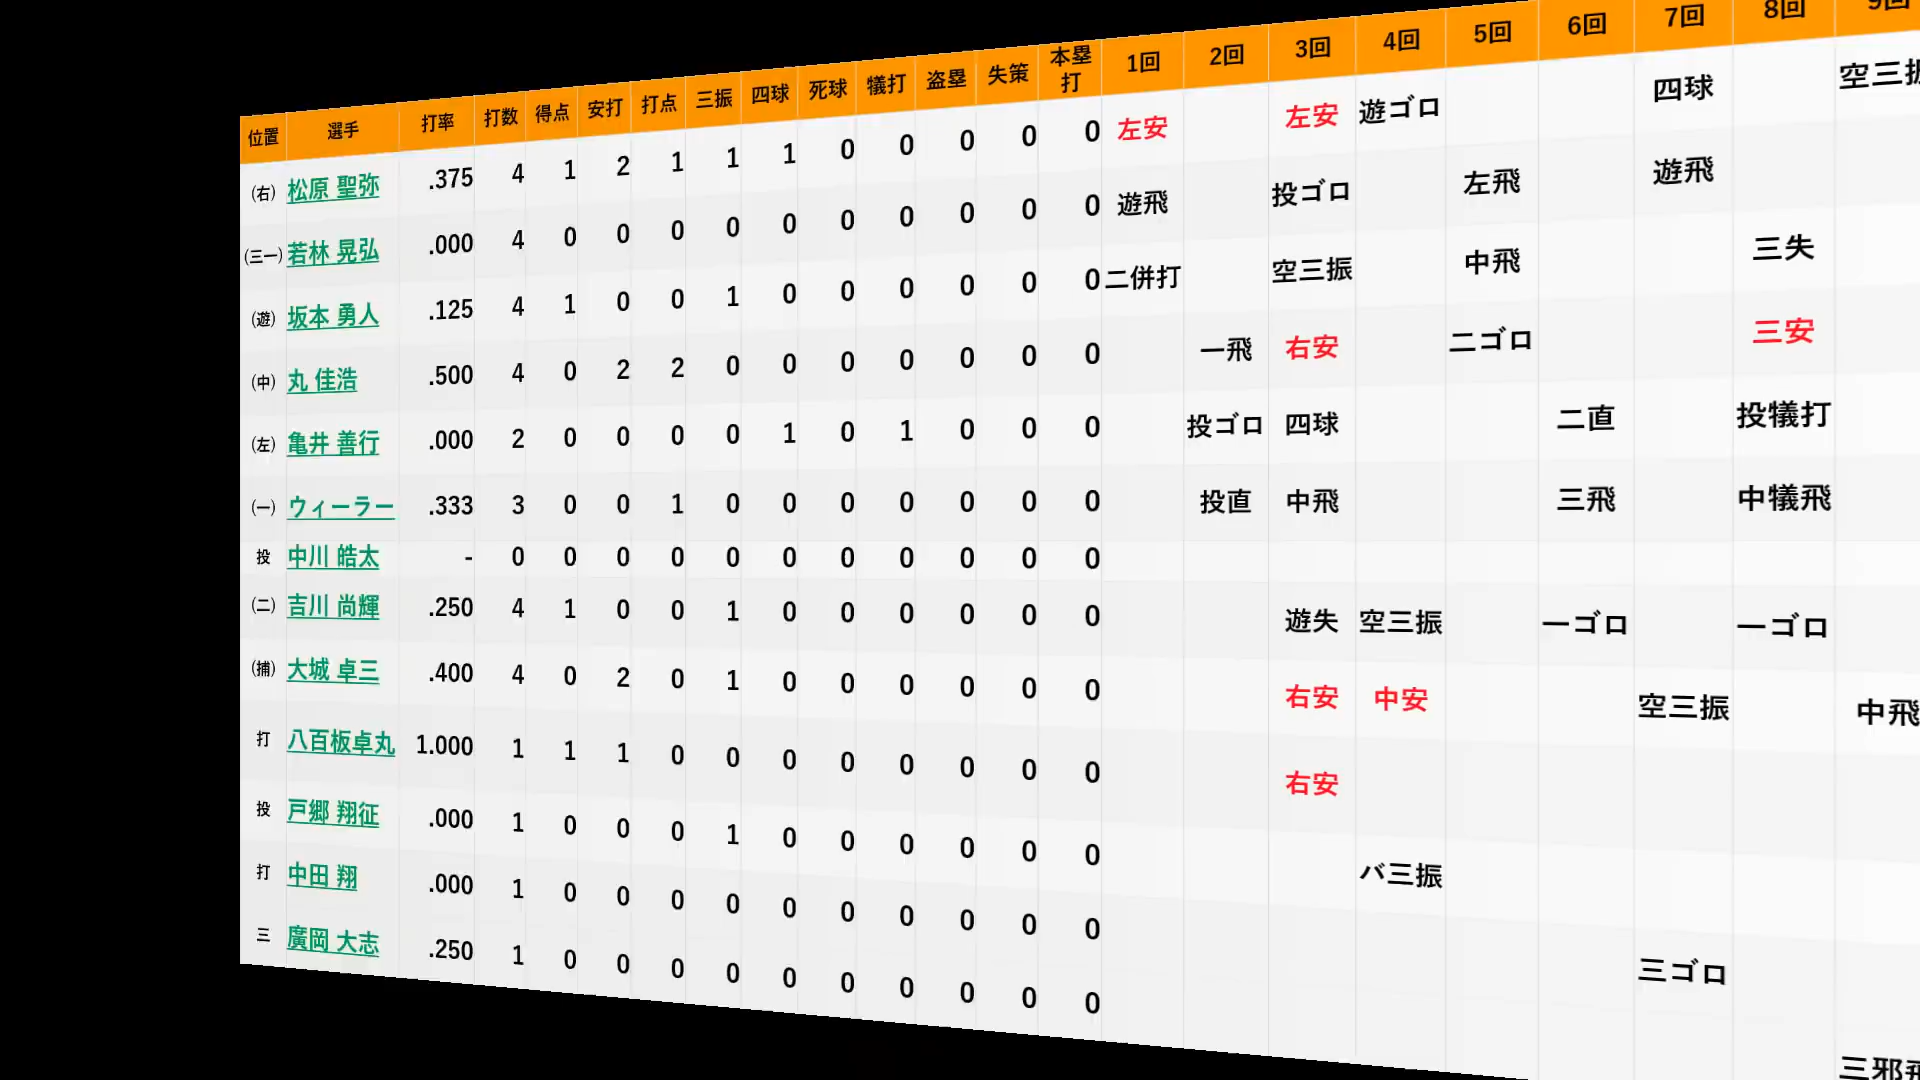 位置 選手 打率 打数 得点 安打 打点 三振 四球 死球 犠打 盗塁 失策 本塁打 1回 2回 3回 4回 5回 6回 7回 8回 9回
(右) 松原 聖弥 .375 4 1 2 1 1 1 0 0 0 0 0 左安 左安 遊ゴロ 四球 空三振
(三一) 若林 晃弘 .000 4 0 0 0 0 0 0 0 0 0 0 遊飛 投ゴロ 左飛 遊飛
(遊) 坂本 勇人 .125 4 1 0 0 1 0 0 0 0 0 0 二併打 空三振 中飛 三失
(中) 丸 佳浩 .500 4 0 2 2 0 0 0 0 0 0 0 一飛 右安 二ゴロ 三安
(左) 亀井 善行 .000 2 0 0 0 0 1 0 1 0 0 0 投ゴロ 四球 二直 投犠打
(一) ウィーラー .333 3 0 0 1 0 0 0 0 0 0 0 投直 中飛 三飛 中犠飛
投 中川 皓太 - 0 0 0 0 0 0 0 0 0 0 0
(二) 吉川 尚輝 .250 4 1 0 0 1 0 0 0 0 0 0 遊失 空三振 一ゴロ 一ゴロ
(捕) 大城 卓三 .400 4 0 2 0 1 0 0 0 0 0 0 右安 中安 空三振 中飛
打 八百板卓丸 1.000 1 1 1 0 0 0 0 0 0 0 0 右安
投 戸郷 翔征 .000 1 0 0 0 1 0 0 0 0 0 0 バ三振
打 中田 翔 .000 1 0 0 0 0 0 0 0 0 0 0 三ゴロ
三 廣岡 大志 .250 1 0 0 0 0 0 0 0 0 0 0 三邪飛